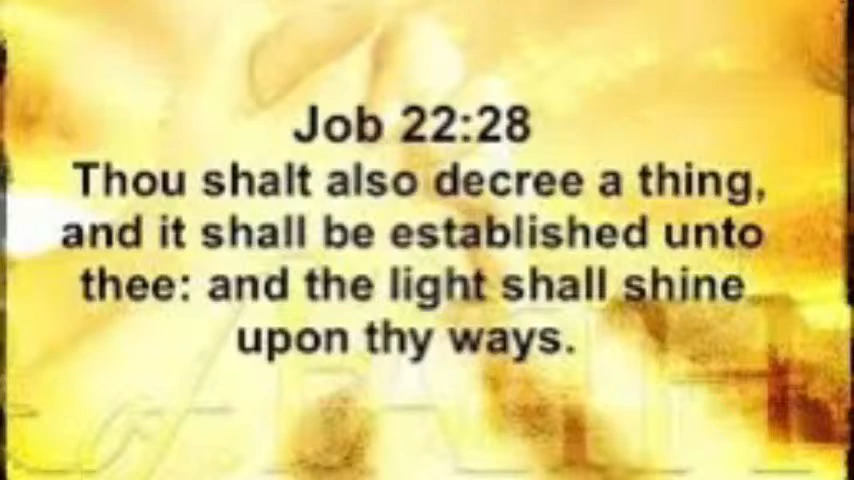 Job 22:28
Thou shalt also decree a thing,
and it shall be established unto
thee: and the light shall shine
upon thy ways.